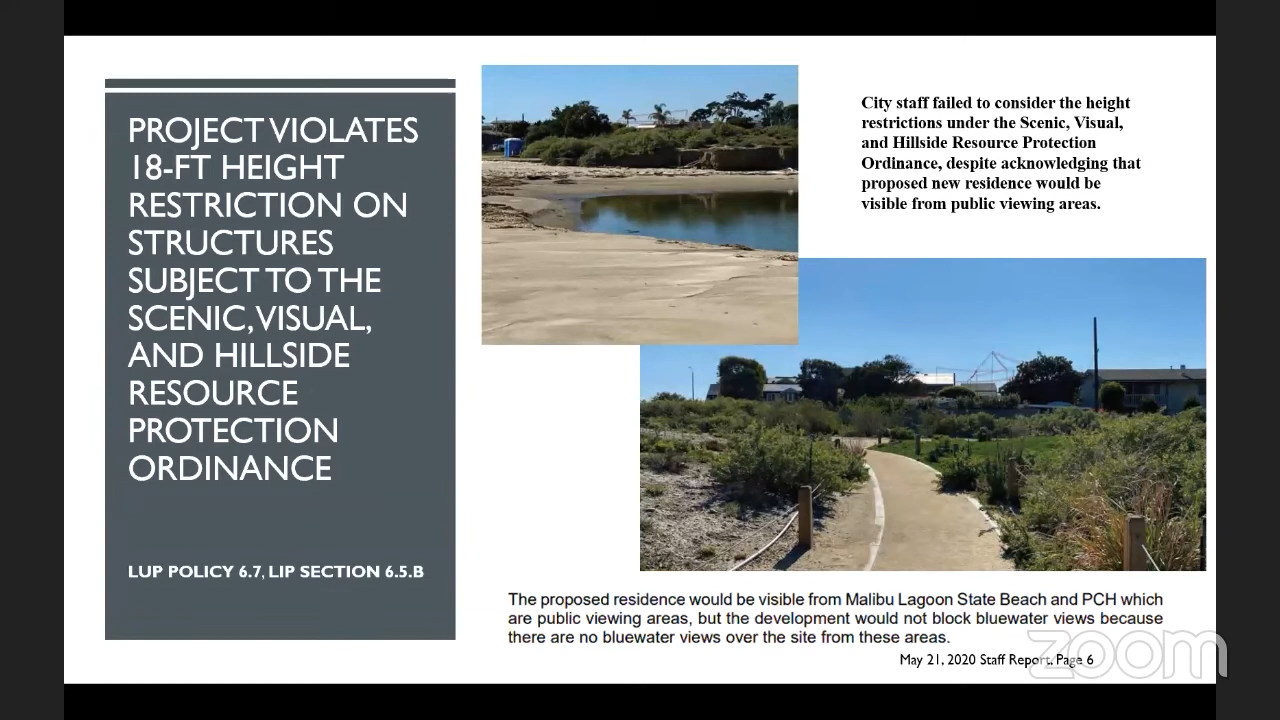 PROJECT VIOLATES
18-FT HEIGHT
RESTRICTION ON
STRUCTURES
SUBJECT TO THE
SCENIC, VISUAL,
AND HILLSIDE
RESOURCE
PROTECTION
ORDINANCE
LUP POLICY 6.7, LIP SECTION 6.5.B
City staff failed to consider the height
restrictions under the Scenic, Visual,
and Hillside Resource Protection
Ordinance, despite acknowledging that
proposed new residence would be
visible from public viewing areas.
The proposed residence would be visible from Malibu Lagoon State Beach and PCH which
are public viewing areas, but the development would not block bluewater views because
there are no bluewater views over the site from these areas.
May 21, 2020 Staff Report, Page 6
zoom